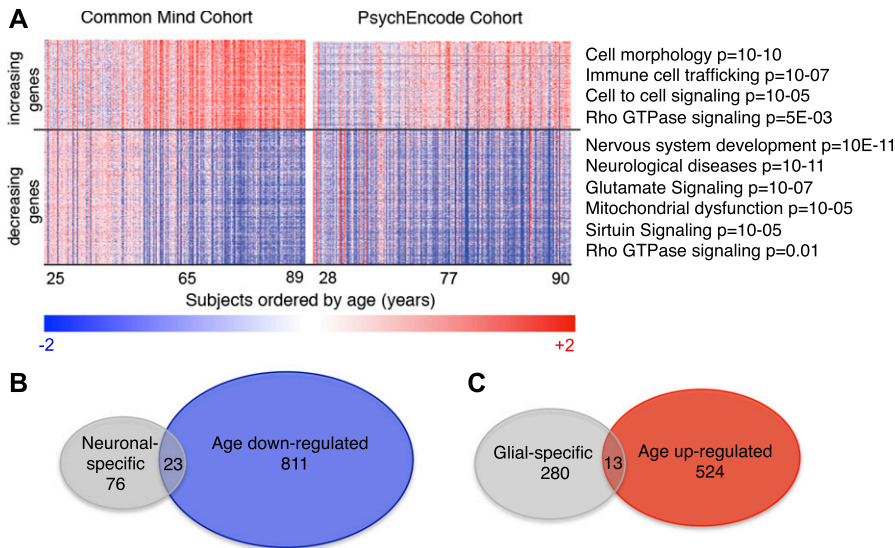 A
Common Mind Cohort
PsychEncode Cohort
increasing
genes
decreasing
genes
Cell morphology p=10-10
Immune cell trafficking p=10-07
Cell to cell signaling p=10-05
Rho GTPase signaling p=5E-03
Nervous system development p=10E-11
Neurological diseases p=10-11
Glutamate Signaling p=10-07
Mitochondrial dysfunction p=10-05
Sirtuin Signaling p=10-05
Rho GTPase signaling p=0.01
25 65 89 28 77 90
Subjects ordered by age (years)
-2 +2
B
Neuronal-
specific
76
23
Age down-regulated
811
C
Glial-specific
280
13
Age up-regulated
524